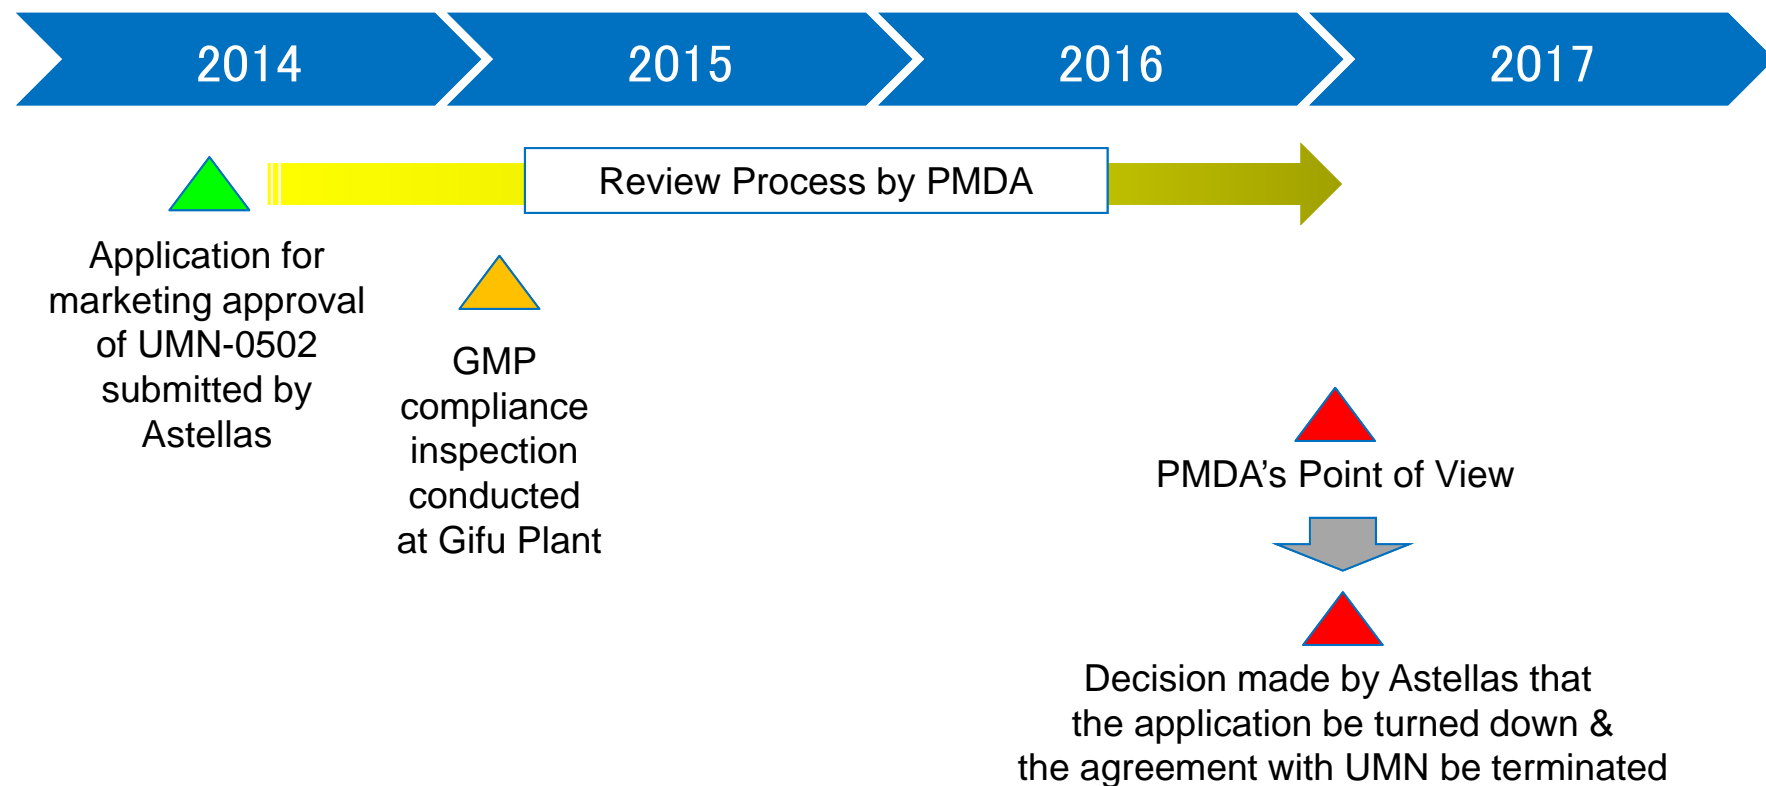 2014
2015
2016
2017
Review Process by PMDA
Application for
marketing approval
of UMN-0502
submitted by
Astellas
GMP
compliance
inspection
conducted
at Gifu Plant
PMDA’s Point of View
Decision made by Astellas that
the application be turned down &
the agreement with UMN be terminated